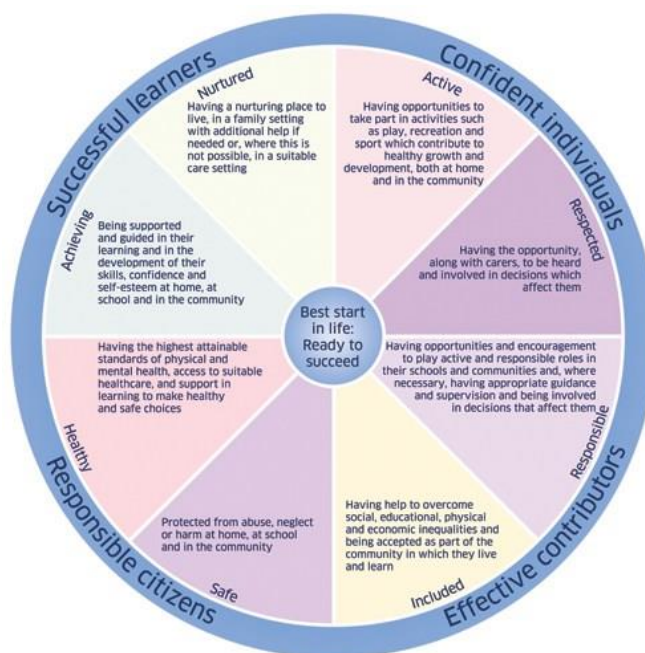 Successful learners
Confident individuals
Nurtured
Having a nurturing place to
live, in a family setting
with additional help if
needed or, where this is
not possible, in a suitable
care setting
Active
Having opportunities to
take part in activities such
as play, recreation and
sport which contribute to
healthy growth and
development, both at home
and in the community
Achieving
Being supported
and guided in their
learning and in the
development of their
skills, confidence and
self-esteem at home, at
school and in the community
Respected
Having the opportunity,
along with carers, to be heard
and involved in decisions which
affect them
Best start
in life:
Ready to
succeed
Healthy
Having the highest attainable
standards of physical and
mental health, access to suitable
healthcare, and support in
learning to make healthy
and safe choices
Responsible
Having opportunities and encouragement
to play active and responsible roles in
their schools and communities and, where
necessary, having appropriate guidance
and supervision and being involved
in decisions that affect them
Protected from abuse, neglect
or harm at home, at school
and in the community
Safe
Having help to overcome
social, educational, physical
and economic inequalities and
being accepted as part of the
community in which they live
and learn
Included
Responsible citizens
Effective contributors